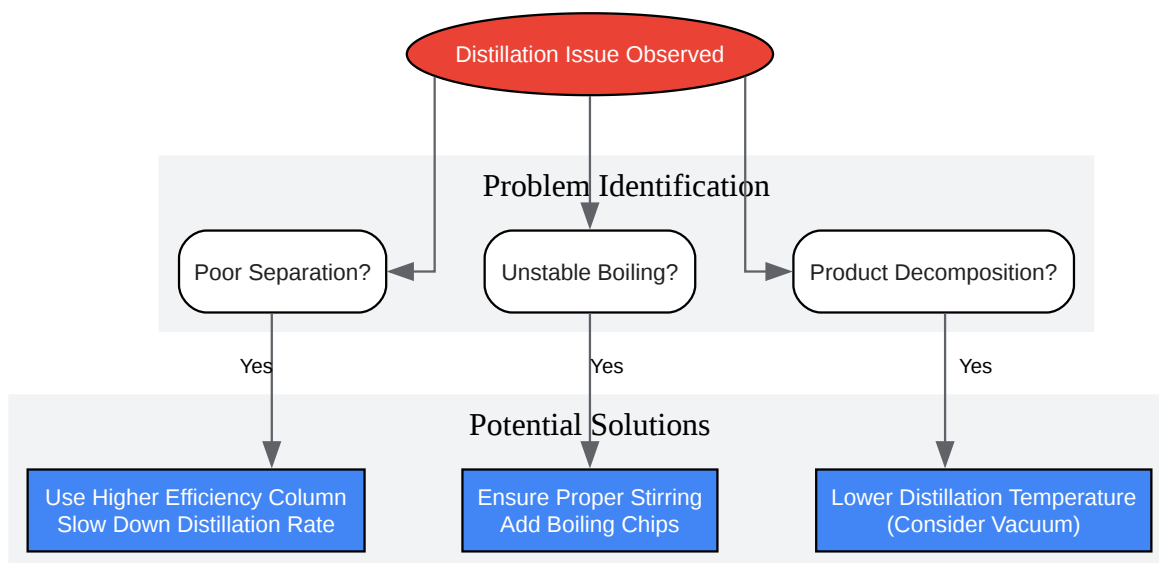 Distillation Issue Observed
Problem Identification
Poor Separation?
Unstable Boiling?
Product Decomposition?
Yes
Yes
Yes
Potential Solutions
Use Higher Efficiency Column
Slow Down Distillation Rate
Ensure Proper Stirring
Add Boiling Chips
Lower Distillation Temperature
(Consider Vacuum)